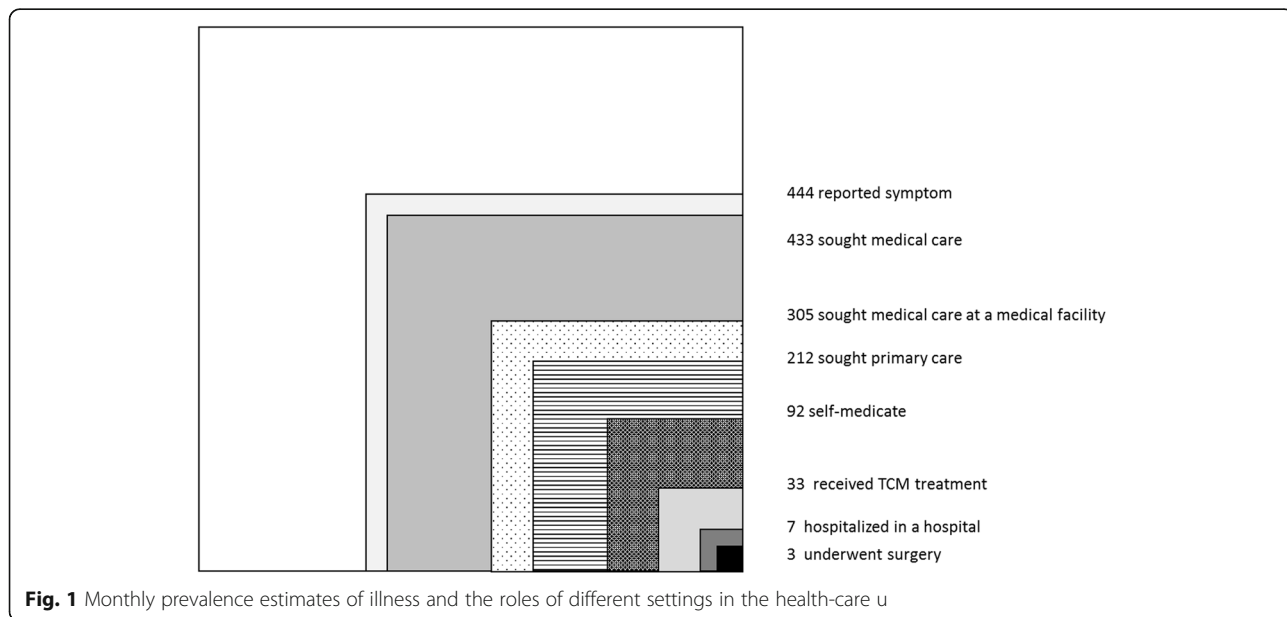 444 reported symptom
433 sought medical care
305 sought medical care at a medical facility
212 sought primary care
92 self-medicate
33 received TCM treatment
7 hospitalized in a hospital
3 underwent surgery
Fig. 1 Monthly prevalence estimates of illness and the roles of different settings in the health-care u